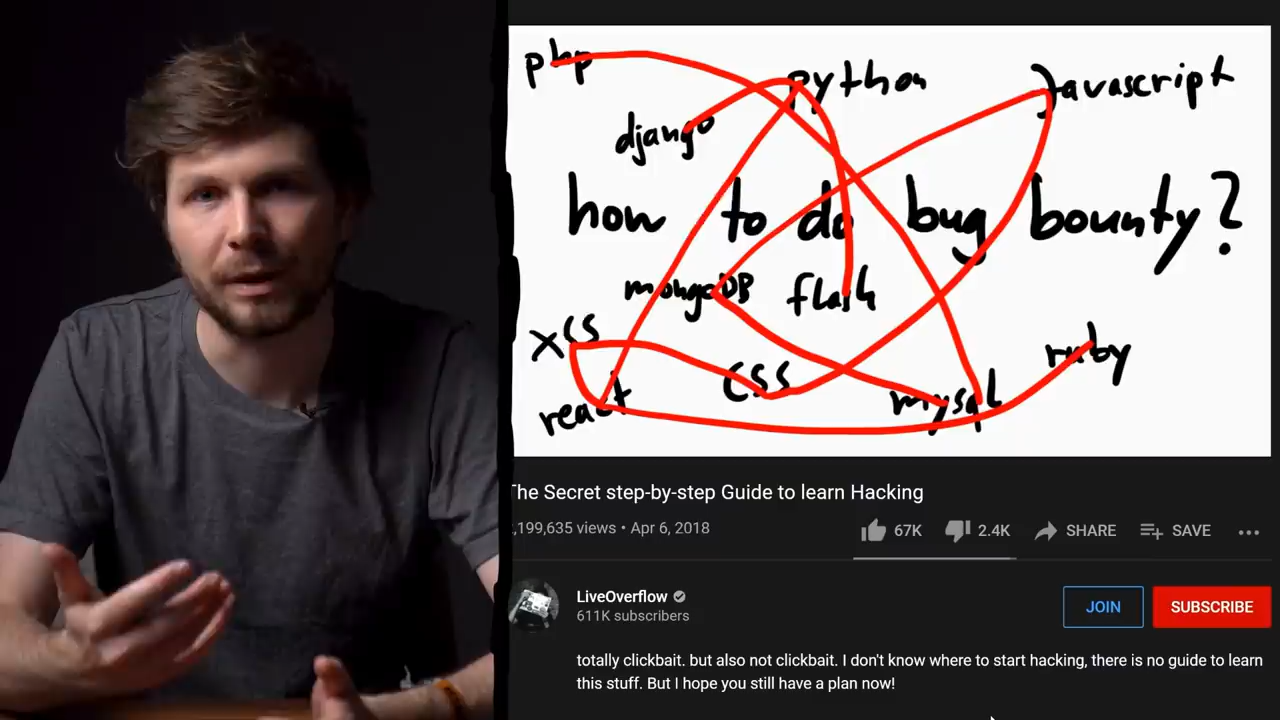 php
python
Javascript
django
how to do bug bounty?
mongoDB
flash
xss
css
ruby
react
mysql
The Secret step-by-step Guide to learn Hacking
,199,635 views • Apr 6, 2018
67K
2.4K
SHARE
SAVE
LiveOverflow
611K subscribers
JOIN
SUBSCRIBE
totally clickbait. but also not clickbait. I don't know where to start hacking, there is no guide to learn
this stuff. But I hope you still have a plan now!